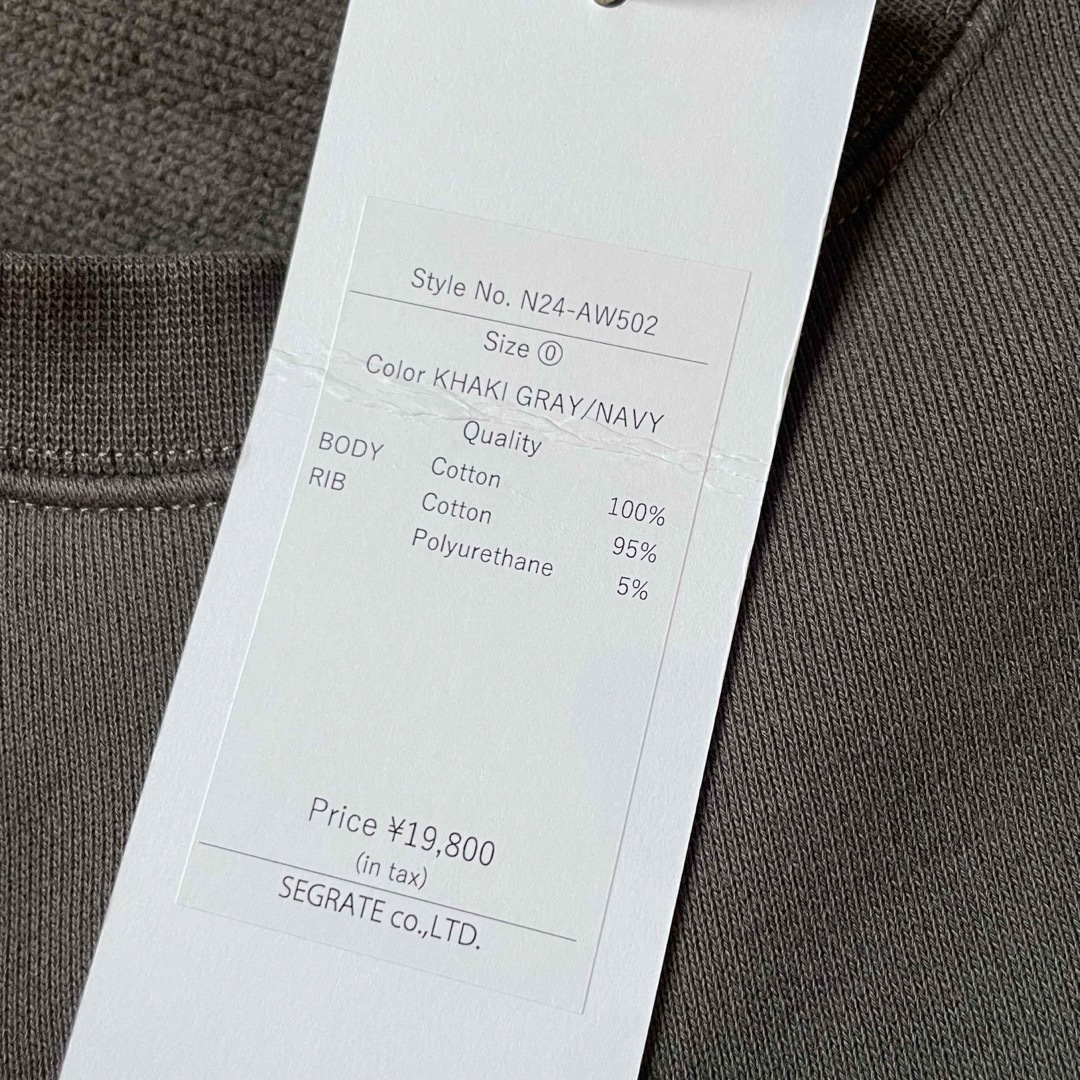 Style No. N24-AW502
Size ⓪
Color KHAKI GRAY/NAVY
Quality
BODY Cotton 100%
RIB Cotton 95%
Polyurethane 5%
Price ¥19,800
(in tax)
SEGRATE co.,LTD.